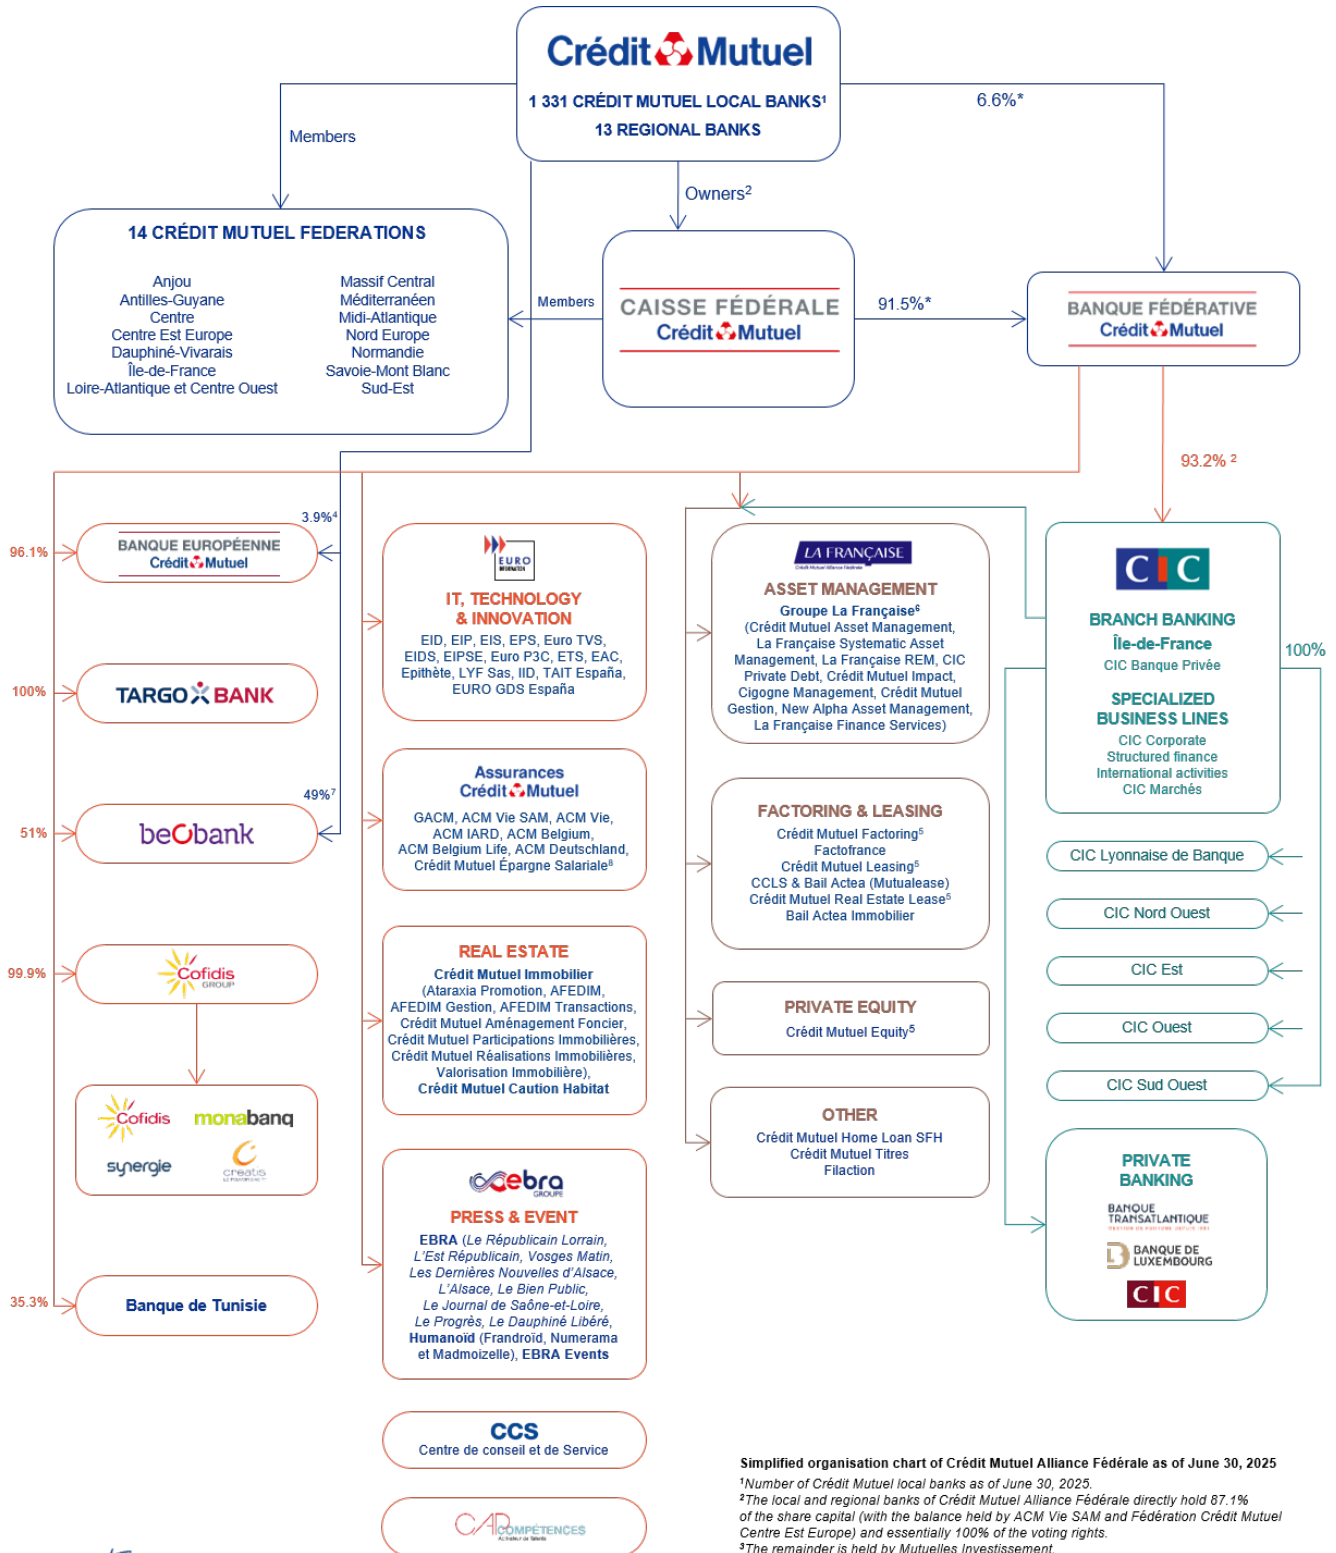 Crédit Mutuel
1 331 CRÉDIT MUTUEL LOCAL BANKS¹
13 REGIONAL BANKS
6.6%*
Members
Owners²
14 CRÉDIT MUTUEL FEDERATIONS
Anjou
Antilles-Guyane
Centre
Centre Est Europe
Dauphiné-Vivarais
Île-de-France
Loire-Atlantique et Centre Ouest
Massif Central
Méditerranéen
Midi-Atlantique
Nord Europe
Normandie
Savoie-Mont Blanc
Sud-Est
Members
CAISSE FÉDÉRALE
Crédit Mutuel
91.5%*
BANQUE FÉDÉRATIVE
Crédit Mutuel
93.2% ²
3.9%⁴
96.1%
BANQUE EUROPÉENNE
Crédit Mutuel
100%
TARGO BANK
49%⁷
51%
beobank
99.9%
Cofidis
GROUP
Cofidis
monabanq
synergie
creatis
35.3%
Banque de Tunisie
EURO
INFORMATION
IT, TECHNOLOGY
& INNOVATION
EID, EIP, EIS, EPS, Euro TVS,
EIDS, EIPSE, Euro P3C, ETS, EAC,
Epithète, LYF Sas, IID, TAIT España,
EURO GDS España
Assurances
Crédit Mutuel
GACM, ACM Vie SAM, ACM Vie,
ACM IARD, ACM Belgium,
ACM Belgium Life, ACM Deutschland,
Crédit Mutuel Épargne Salariale⁸
REAL ESTATE
Crédit Mutuel Immobilier
(Ataraxia Promotion, AFEDIM,
AFEDIM Gestion, AFEDIM Transactions,
Crédit Mutuel Aménagement Foncier,
Crédit Mutuel Participations Immobilières,
Crédit Mutuel Réalisations Immobilières,
Valorisation Immobilière),
Crédit Mutuel Caution Habitat
ebra
GROUPE
PRESS & EVENT
EBRA (Le Républicain Lorrain,
L'Est Républicain, Vosges Matin,
Les Dernières Nouvelles d'Alsace,
L'Alsace, Le Bien Public,
Le Journal de Saône-et-Loire,
Le Progrès, Le Dauphiné Libéré,
Humanoïd (Frandroïd, Numerama
et Madmoizelle), EBRA Events
CCS
Centre de conseil et de Service
CAP COMPÉTENCES
LA FRANÇAISE
Crédit Mutuel Alliance Fédérale
ASSET MANAGEMENT
Groupe La Française⁶
(Crédit Mutuel Asset Management,
La Française Systematic Asset
Management, La Française REM, CIC
Private Debt, Crédit Mutuel Impact,
Cigogne Management, Crédit Mutuel
Gestion, New Alpha Asset Management,
La Française Finance Services)
FACTORING & LEASING
Crédit Mutuel Factoring⁵
Factofrance
Crédit Mutuel Leasing⁵
CCLS & Bail Actea (Mutualease)
Crédit Mutuel Real Estate Lease⁵
Bail Actea Immobilier
PRIVATE EQUITY
Crédit Mutuel Equity⁵
OTHER
Crédit Mutuel Home Loan SFH
Crédit Mutuel Titres
Filaction
CIC
BRANCH BANKING
Île-de-France
CIC Banque Privée
SPECIALIZED
BUSINESS LINES
CIC Corporate
Structured finance
International activities
CIC Marchés
100%
CIC Lyonnaise de Banque
CIC Nord Ouest
CIC Est
CIC Ouest
CIC Sud Ouest
PRIVATE
BANKING
BANQUE
TRANSATLANTIQUE
BANQUE DE
LUXEMBOURG
CIC
Simplified organisation chart of Crédit Mutuel Alliance Fédérale as of June 30, 2025
¹Number of Crédit Mutuel local banks as of June 30, 2025.
²The local and regional banks of Crédit Mutuel Alliance Fédérale directly hold 87.1%
of the share capital (with the balance held by ACM Vie SAM and Fédération Crédit Mutuel
Centre Est Europe) and essentially 100% of the voting rights.
³The remainder is held by Mutuelles Investissement.